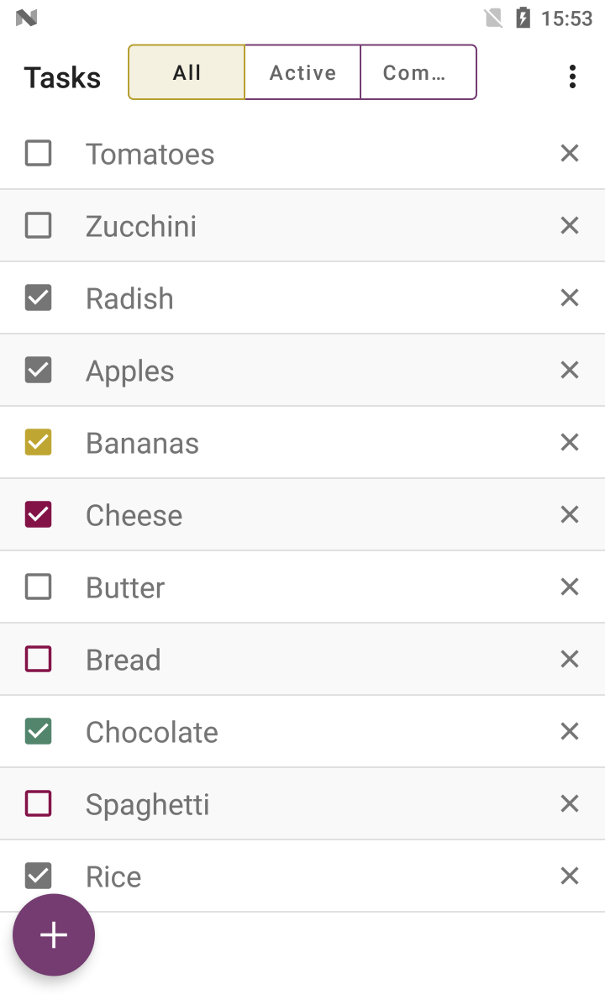 15:53
Tasks All Active Com...
Tomatoes
Zucchini
Radish
Apples
Bananas
Cheese
Butter
Bread
Chocolate
Spaghetti
Rice